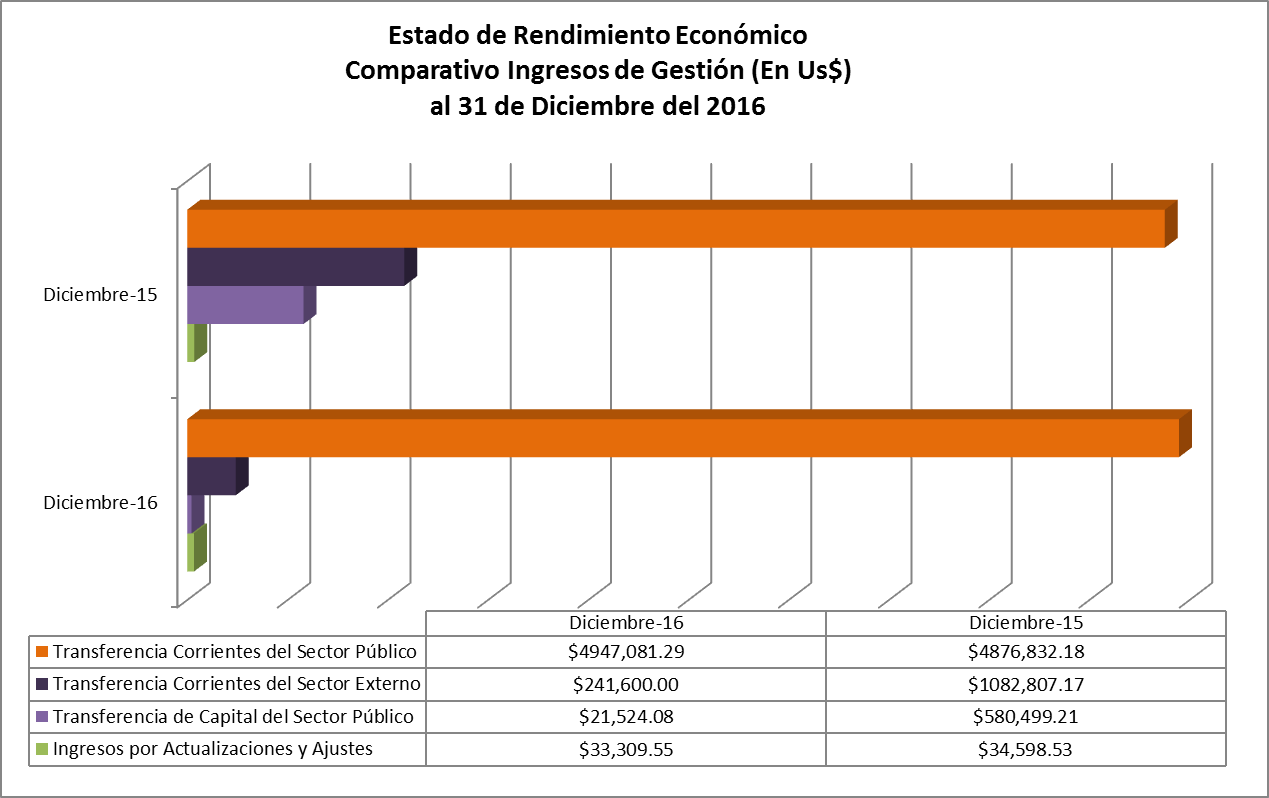 Estado de Rendimiento Económico
Comparativo Ingresos de Gestión (En Us$)
al 31 de Diciembre del 2016
Diciembre-15
Diciembre-16
Diciembre-16 Diciembre-15
Transferencia Corrientes del Sector Público $4947,081.29 $4876,832.18
Transferencia Corrientes del Sector Externo $241,600.00 $1082,807.17
Transferencia de Capital del Sector Público $21,524.08 $580,499.21
Ingresos por Actualizaciones y Ajustes $33,309.55 $34,598.53